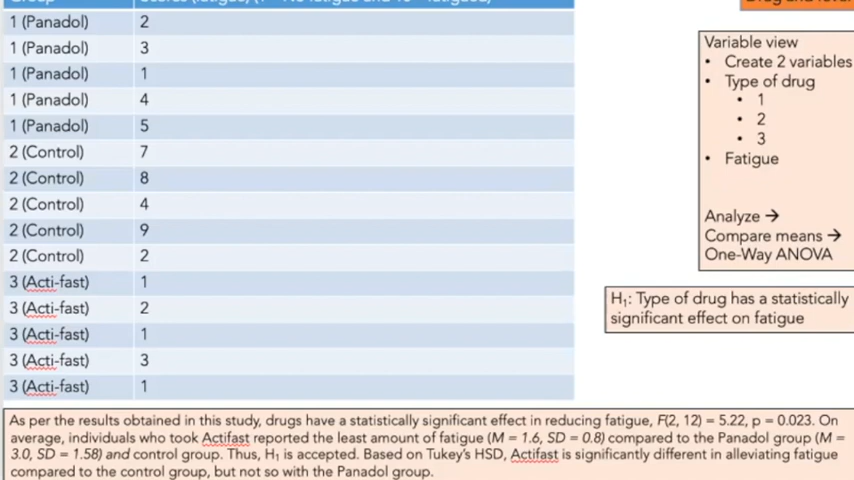 1 (Panadol) 2
1 (Panadol) 3
1 (Panadol) 1
1 (Panadol) 4
1 (Panadol) 5
2 (Control) 7
2 (Control) 8
2 (Control) 4
2 (Control) 9
2 (Control) 2
3 (Acti-fast) 1
3 (Acti-fast) 2
3 (Acti-fast) 1
3 (Acti-fast) 3
3 (Acti-fast) 1
Variable view
• Create 2 variables
• Type of drug
• 1
• 2
• 3
• Fatigue
Analyze →
Compare means →
One-Way ANOVA
H₁: Type of drug has a statistically
significant effect on fatigue
As per the results obtained in this study, drugs have a statistically significant effect in reducing fatigue, F(2, 12) = 5.22, p = 0.023. On
average, individuals who took Actifast reported the least amount of fatigue (M = 1.6, SD = 0.8) compared to the Panadol group (M =
3.0, SD = 1.58) and control group. Thus, H₁ is accepted. Based on Tukey's HSD, Actifast is significantly different in alleviating fatigue
compared to the control group, but not so with the Panadol group.